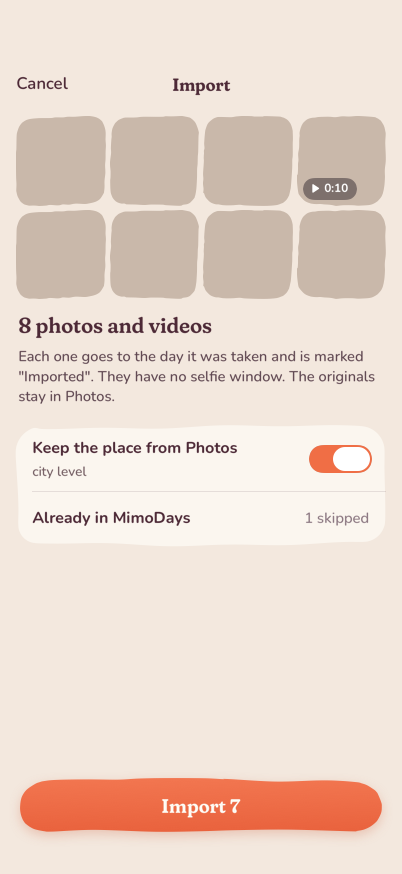 Cancel
Import
0:10
8 photos and videos
Each one goes to the day it was taken and is marked
"Imported". They have no selfie window. The originals
stay in Photos.
Keep the place from Photos
city level
Already in MimoDays
1 skipped
Import 7